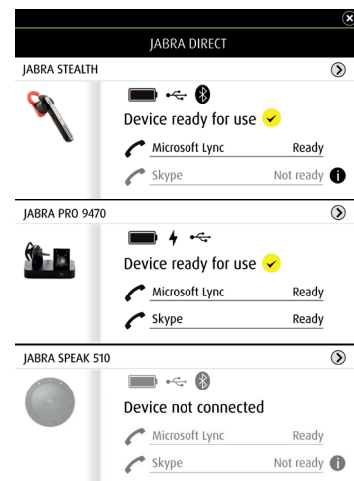 JABRA DIRECT
JABRA STEALTH
Device ready for use
Microsoft Lync Ready
Skype Not ready
JABRA PRO 9470
Device ready for use
Microsoft Lync Ready
Skype Ready
JABRA SPEAK 510
Device not connected
Microsoft Lync Ready
Skype Not ready